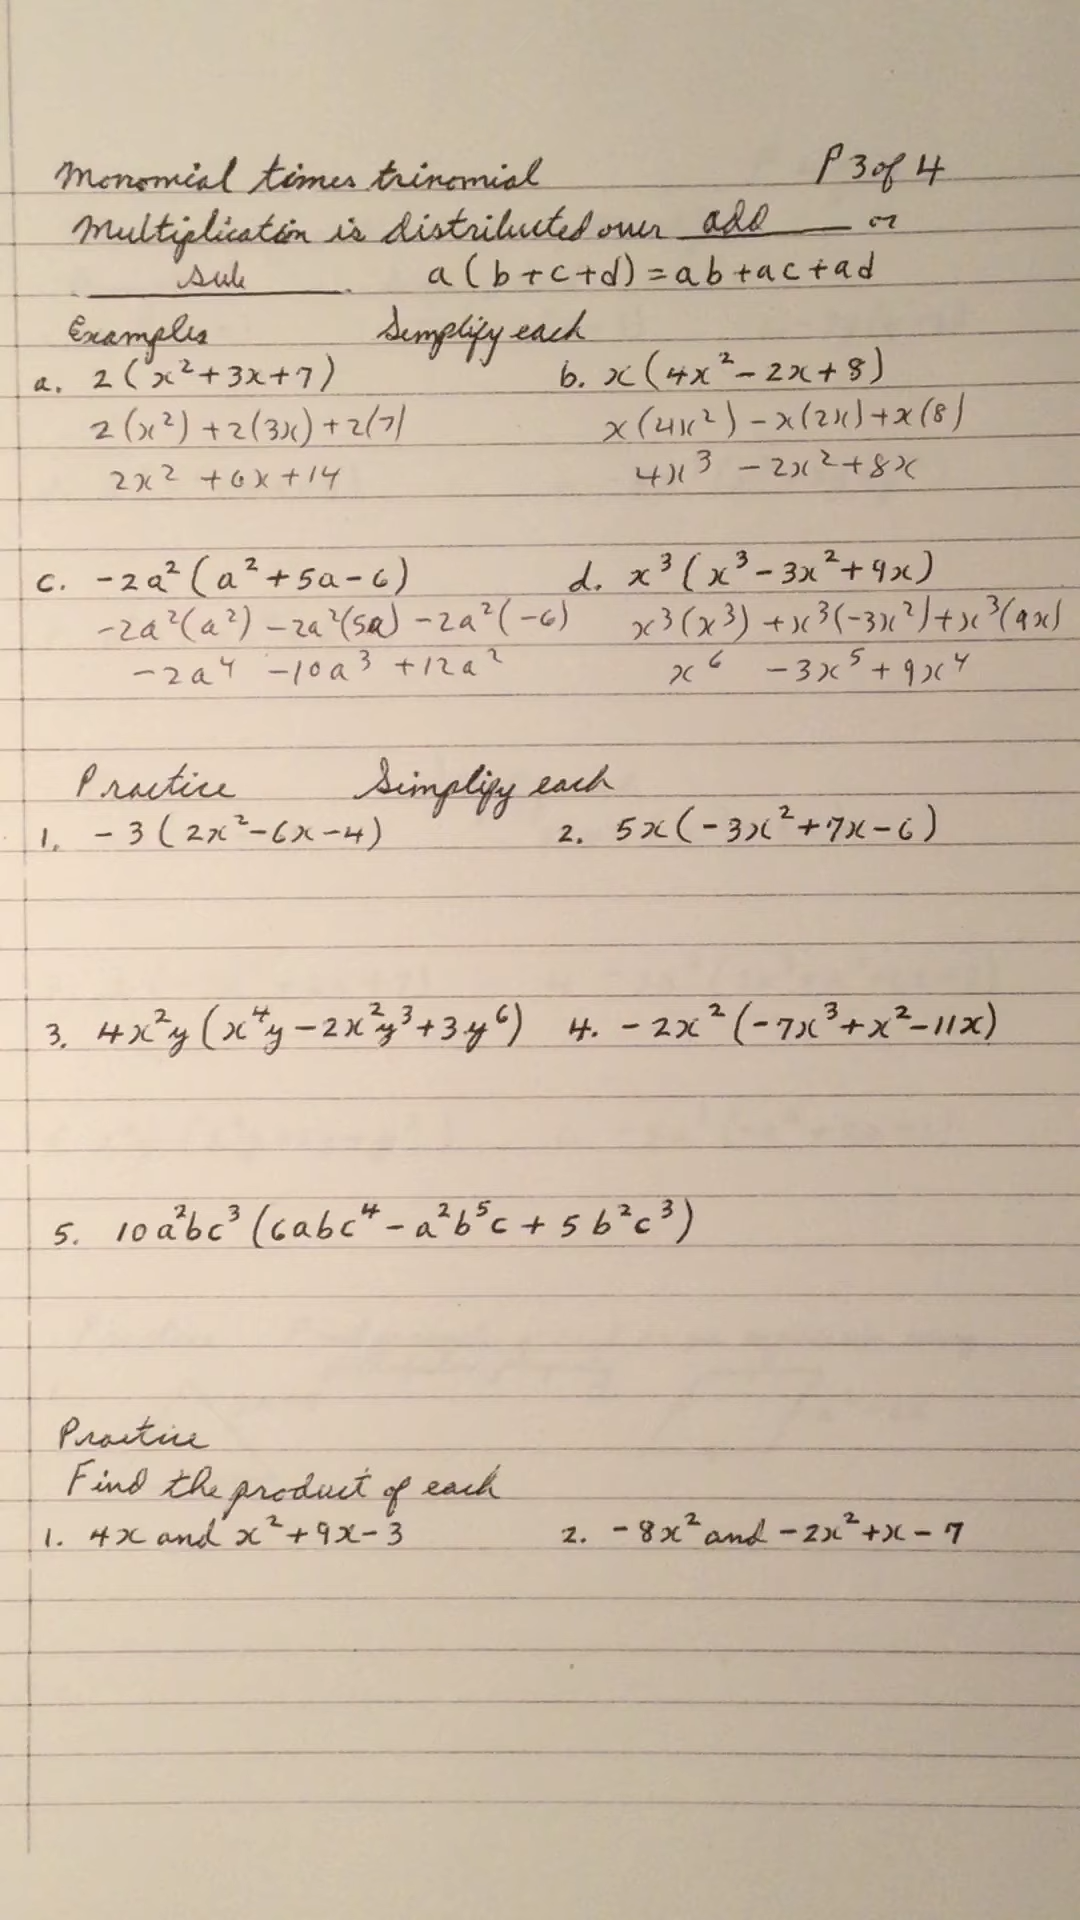 Monomial times trinomial P 3 of 4
Multiplication is distributed over add or
sub. a(b+c+d)=ab+ac+ad
Examples Simplify each
a. 2(x²+3x+7) b. x(4x²-2x+8)
2(x²)+2(3x)+2(7) x(4x²)-x(2x)+x(8)
2x²+6x+14 4x³-2x²+8x
c. -2a²(a²+5a-6) d. x³(x³-3x²+9x)
-2a²(a²)-2a²(5a)-2a²(-6) x³(x³)+x³(-3x²)+x³(9x)
-2a⁴-10a³+12a² x⁶-3x⁵+9x⁴
Practice Simplify each
1. -3(2x²-6x-4) 2. 5x(-3x²+7x-6)
3. 4x²y(x⁴y-2x²y³+3y⁶) 4. -2x²(-7x³+x²-11x)
5. 10a²bc³(6abc⁴-a²b⁵c+5b²c³)
Practice
Find the product of each
1. 4x and x²+9x-3 2. -8x² and -2x²+x-7